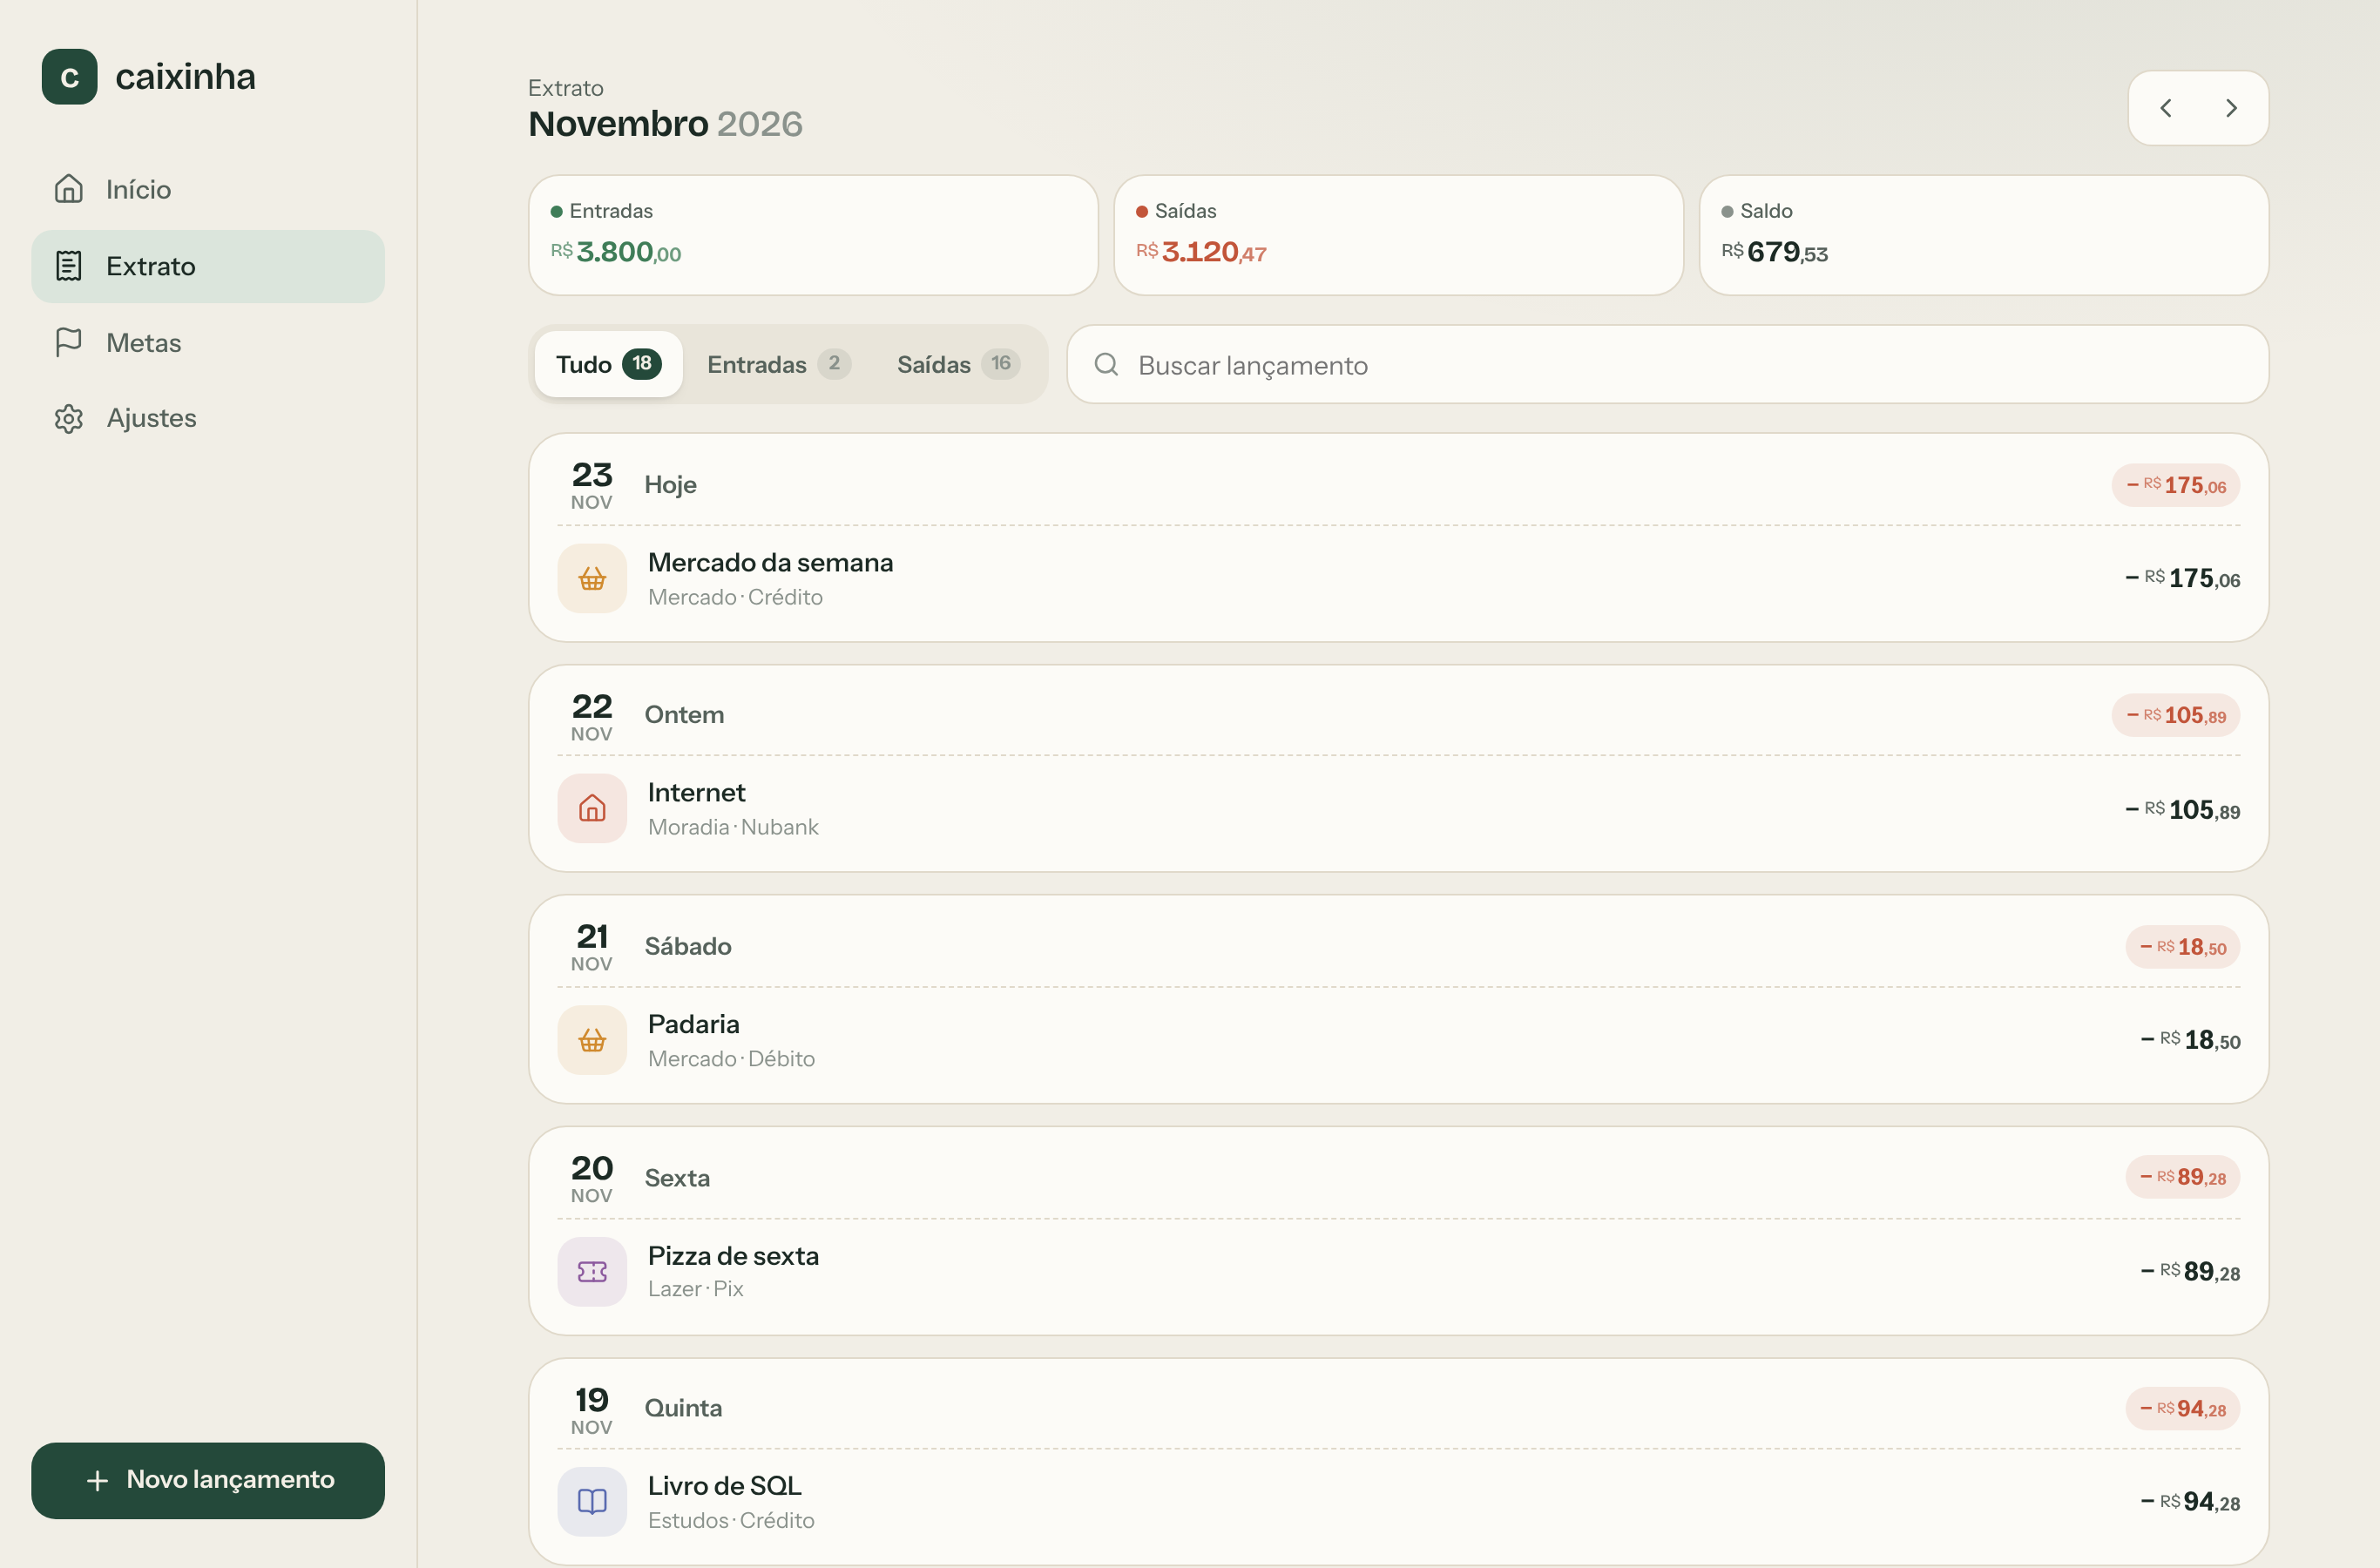 c caixinha
Início
Extrato
Metas
Ajustes
Novo lançamento
Extrato
Novembro 2026
Entradas
R$ 3.800,00
Saídas
R$ 3.120,47
Saldo
R$ 679,53
Tudo 18 Entradas 2 Saídas 16
Buscar lançamento
23 NOV Hoje – R$ 175,06
Mercado da semana
Mercado · Crédito
– R$ 175,06
22 NOV Ontem – R$ 105,89
Internet
Moradia · Nubank
– R$ 105,89
21 NOV Sábado – R$ 18,50
Padaria
Mercado · Débito
– R$ 18,50
20 NOV Sexta – R$ 89,28
Pizza de sexta
Lazer · Pix
– R$ 89,28
19 NOV Quinta – R$ 94,28
Livro de SQL
Estudos · Crédito
– R$ 94,28